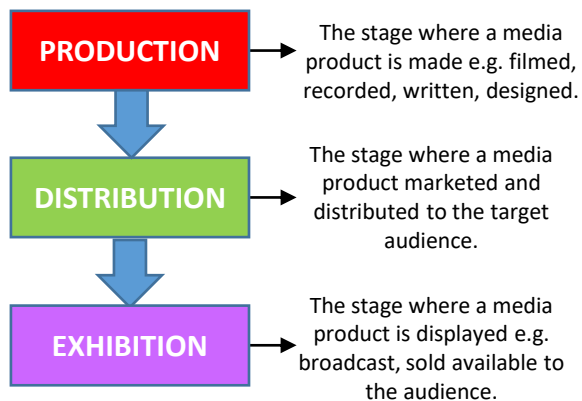 PRODUCTION
The stage where a media
product is made e.g. filmed,
recorded, written, designed.
DISTRIBUTION
The stage where a media
product marketed and
distributed to the target
audience.
EXHIBITION
The stage where a media
product is displayed e.g.
broadcast, sold available to
the audience.